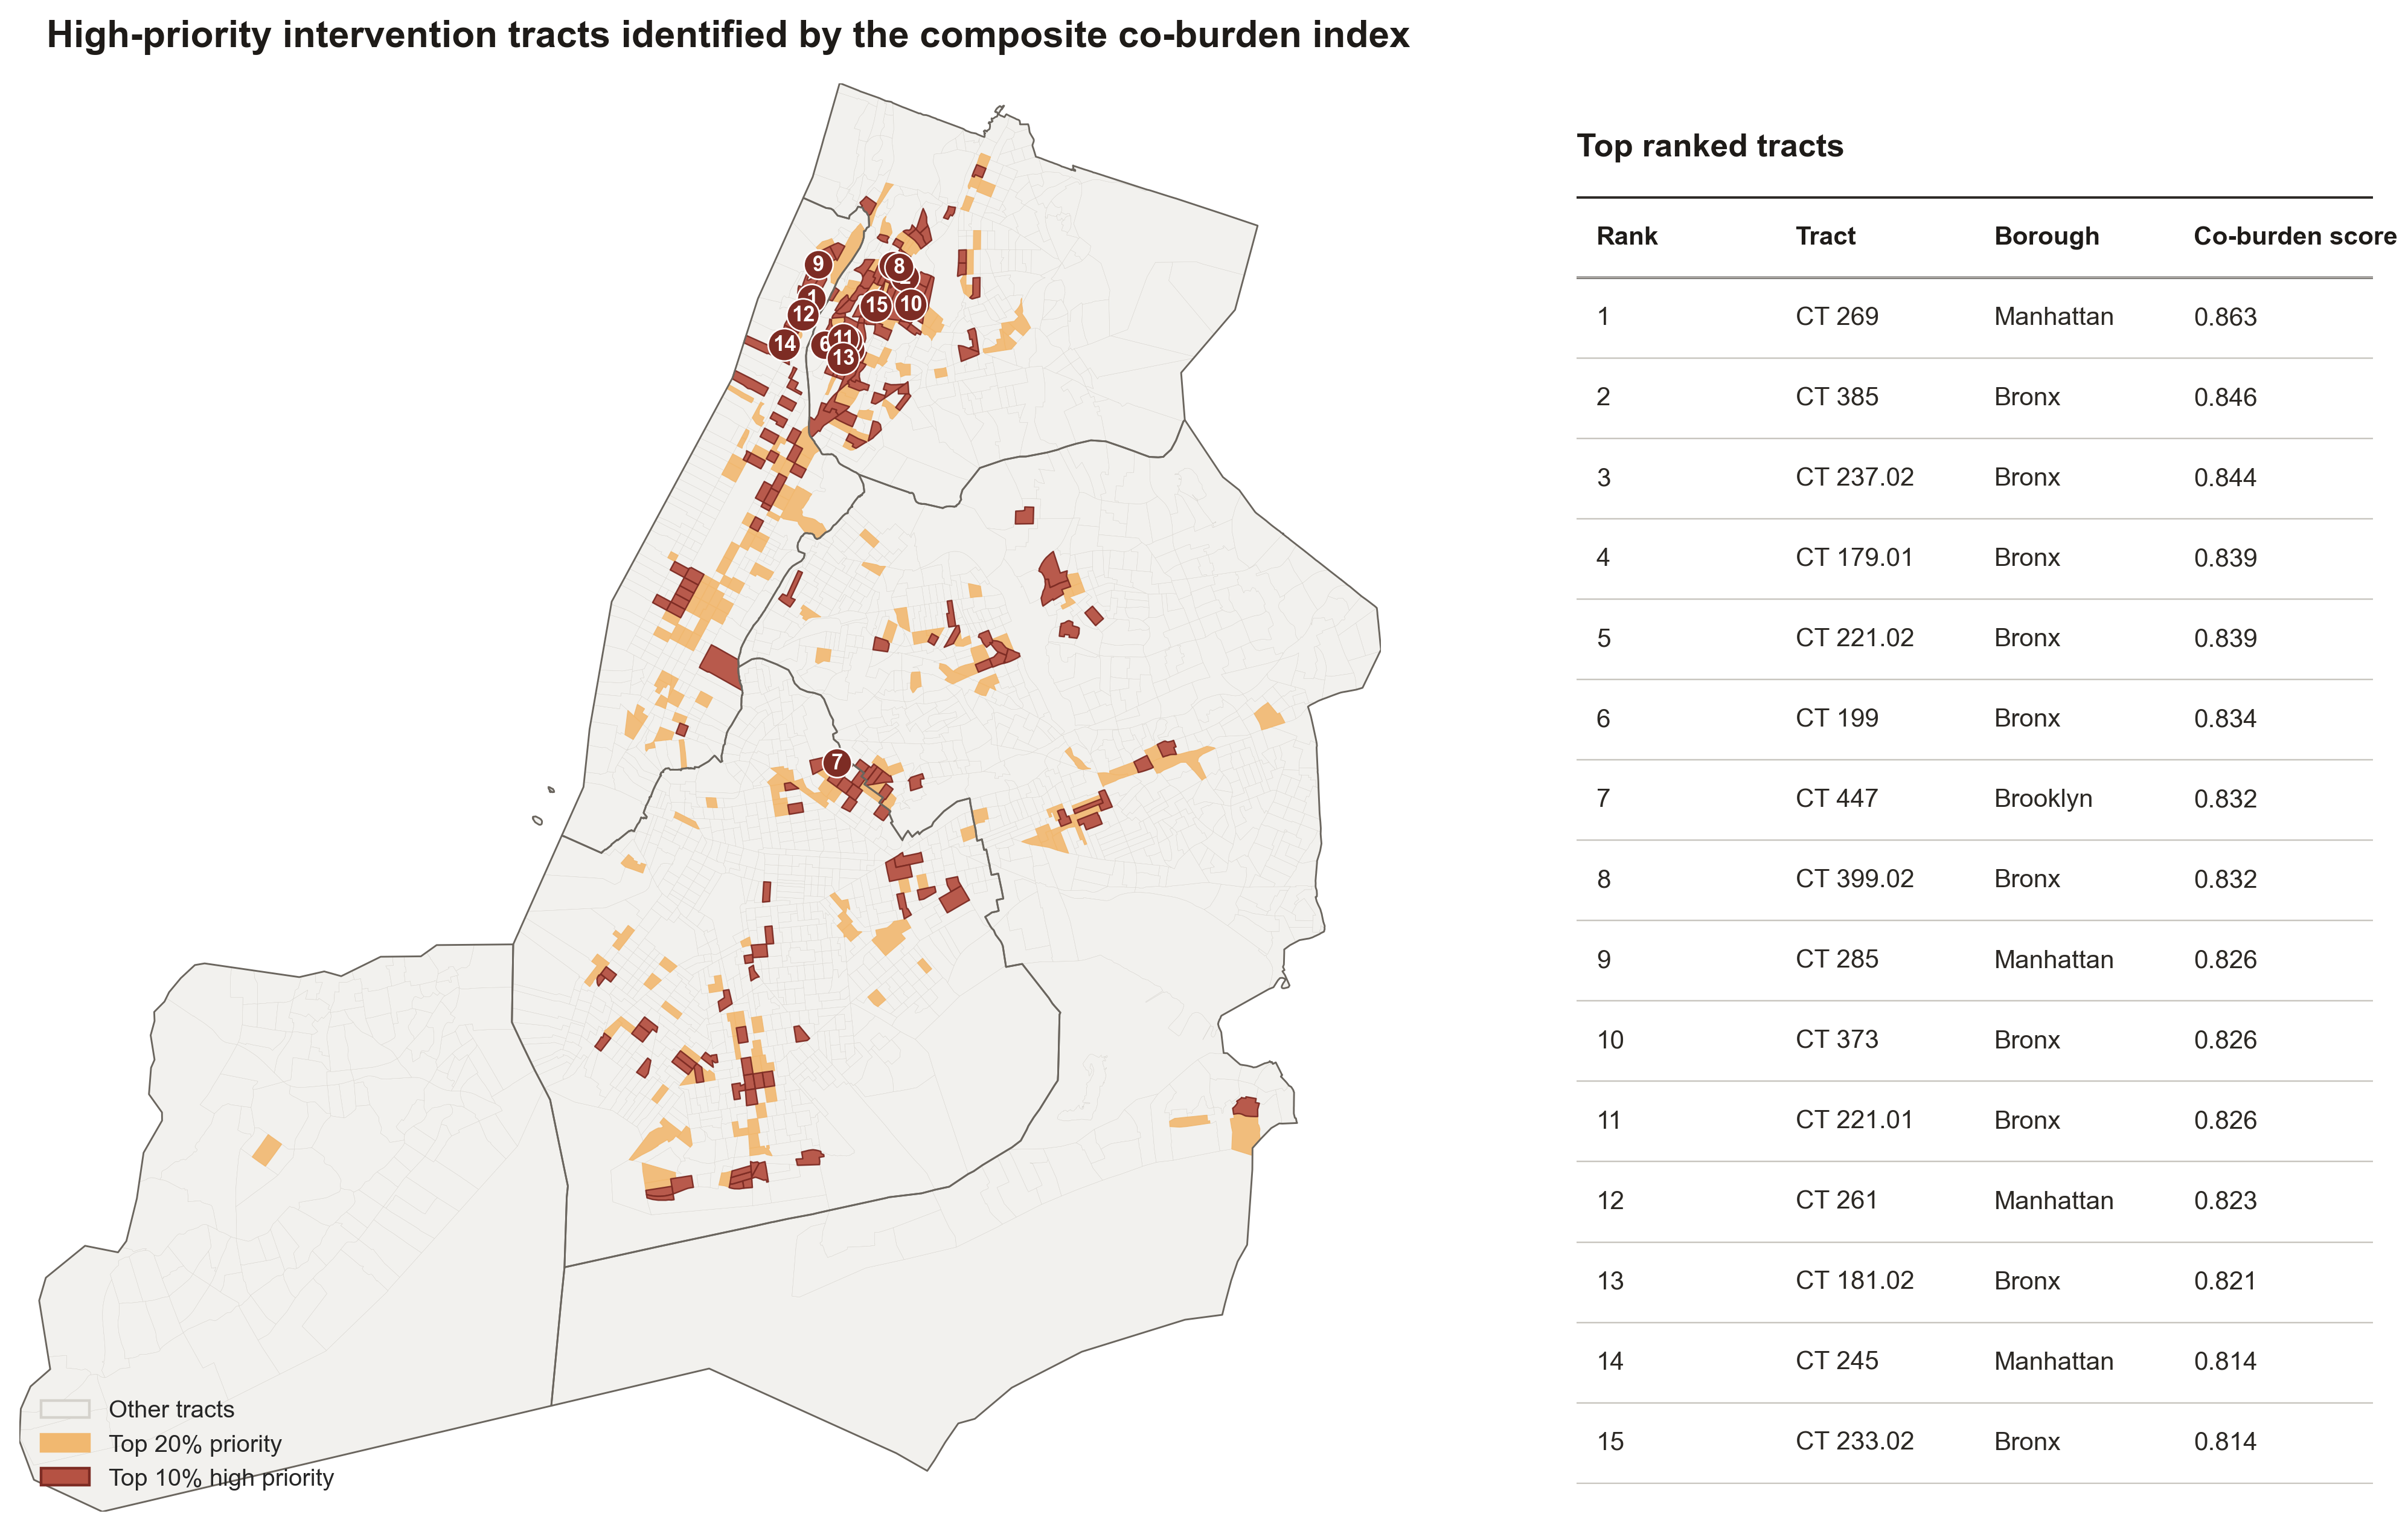 High-priority intervention tracts identified by the composite co-burden index
9
8
1
15
10
12
14
6
11
13
7
Other tracts
Top 20% priority
Top 10% high priority
Top ranked tracts
Rank Tract Borough Co-burden score
1 CT 269 Manhattan 0.863
2 CT 385 Bronx 0.846
3 CT 237.02 Bronx 0.844
4 CT 179.01 Bronx 0.839
5 CT 221.02 Bronx 0.839
6 CT 199 Bronx 0.834
7 CT 447 Brooklyn 0.832
8 CT 399.02 Bronx 0.832
9 CT 285 Manhattan 0.826
10 CT 373 Bronx 0.826
11 CT 221.01 Bronx 0.826
12 CT 261 Manhattan 0.823
13 CT 181.02 Bronx 0.821
14 CT 245 Manhattan 0.814
15 CT 233.02 Bronx 0.814